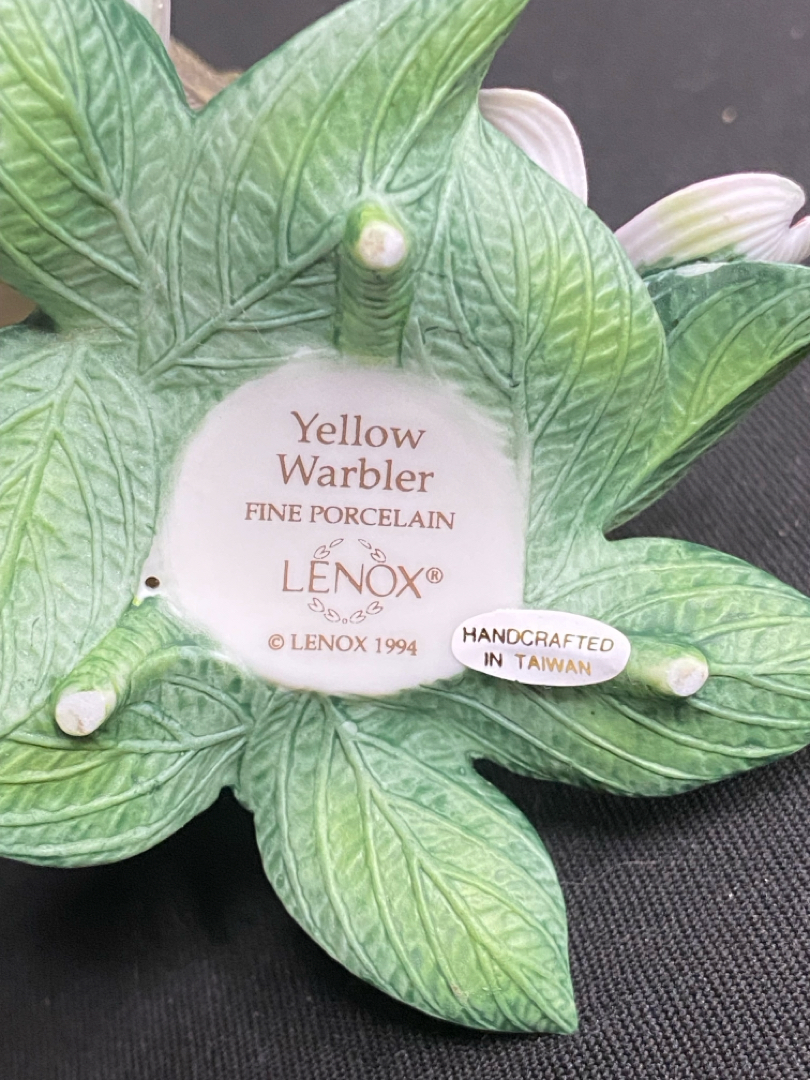 Yellow
Warbler
FINE PORCELAIN
LENOX®
© LENOX 1994
HANDCRAFTED
IN TAIWAN